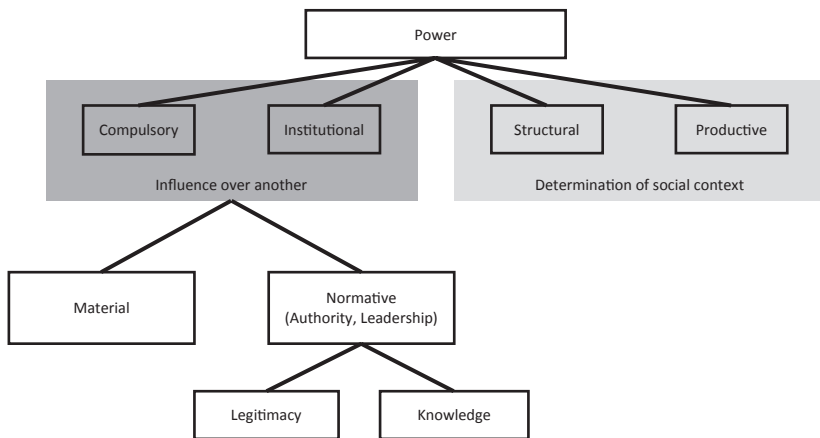 Power
Compulsory
Institutional
Structural
Productive
Influence over another
Determination of social context
Material
Normative
(Authority, Leadership)
Legitimacy
Knowledge